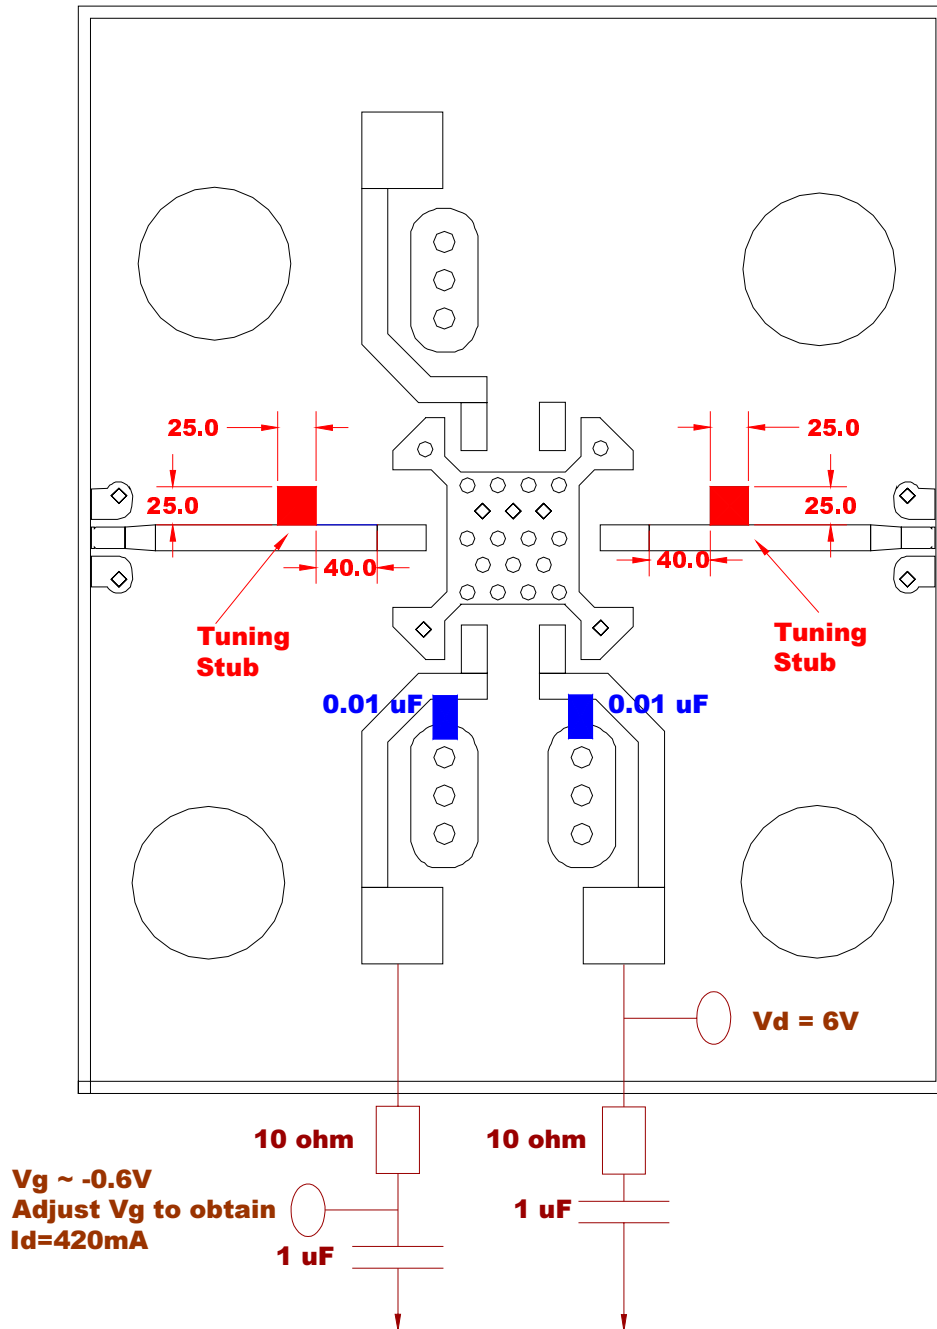 25.0
25.0
25.0
25.0
40.0
40.0
Tuning
Stub
Tuning
Stub
0.01 uF
0.01 uF
Vd = 6V
10 ohm
10 ohm
Vg ~ -0.6V
Adjust Vg to obtain
Id=420mA
1 uF
1 uF